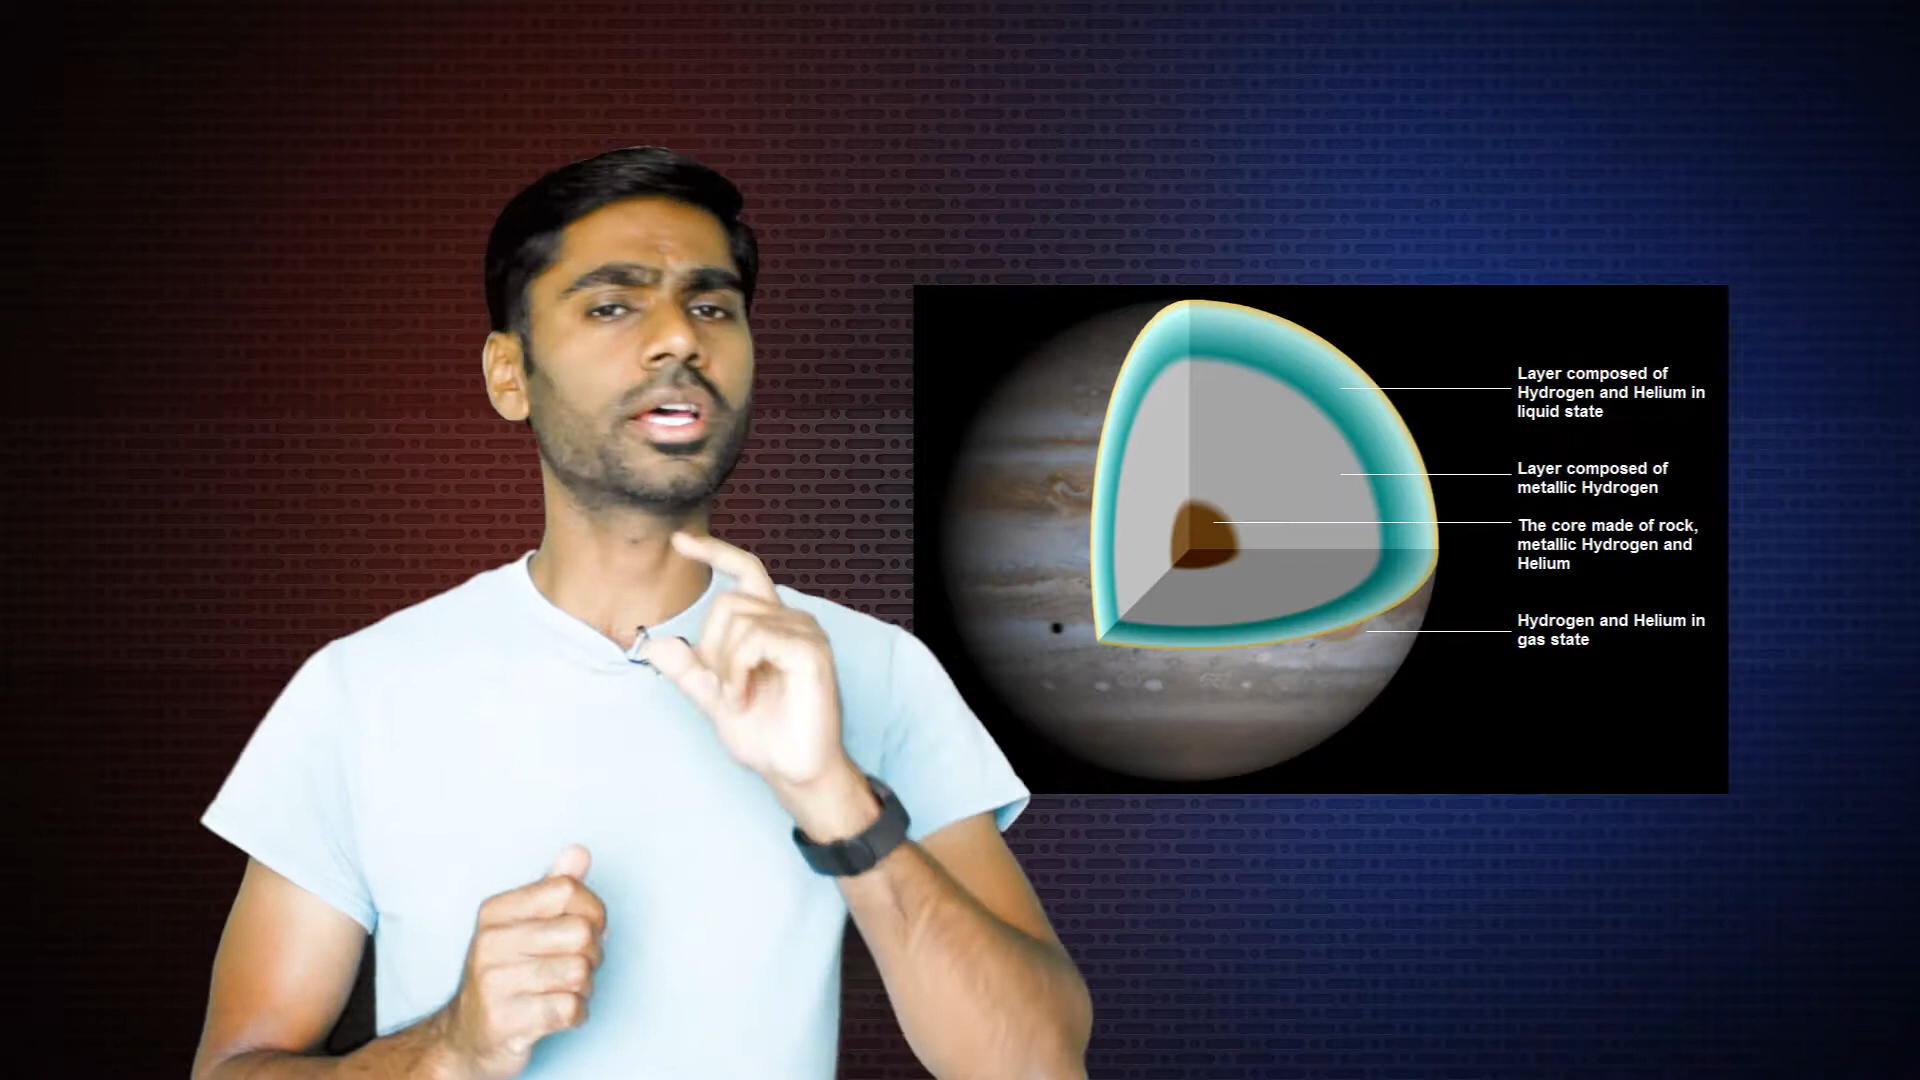 Layer composed of
Hydrogen and Helium in
liquid state
Layer composed of
metallic Hydrogen
The core made of rock,
metallic Hydrogen and
Helium
Hydrogen and Helium in
gas state